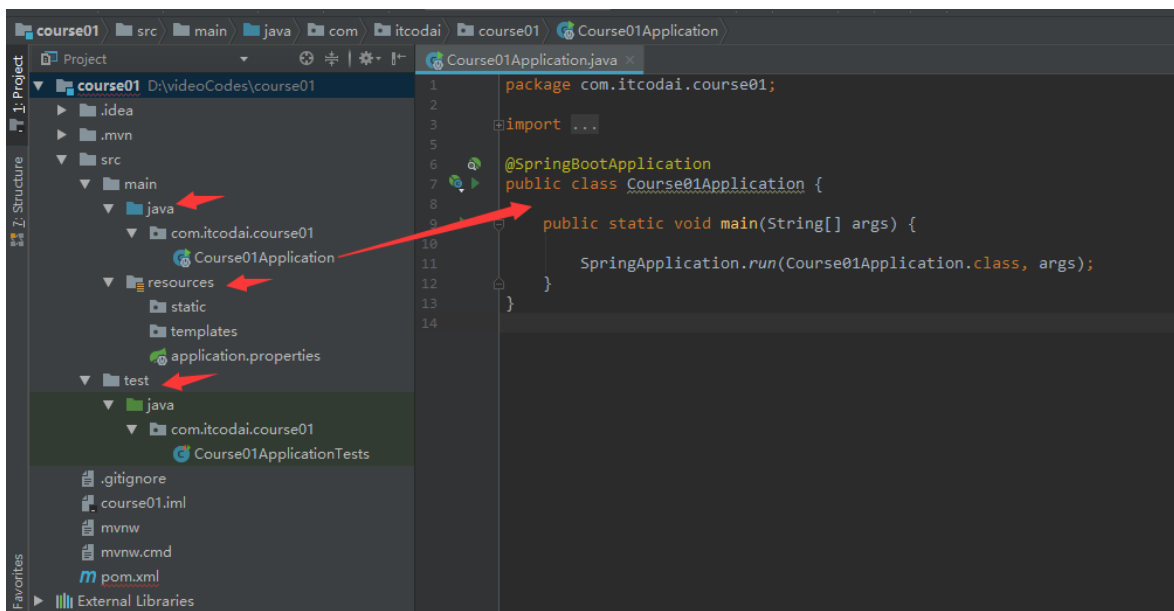 course01 src main java com itcodai course01 Course01Application
1: Project
7: Structure
Favorites
Project
course01 D:\videoCodes\course01
.idea
.mvn
src
main
java
com.itcodai.course01
Course01Application
resources
static
templates
application.properties
test
java
com.itcodai.course01
Course01ApplicationTests
.gitignore
course01.iml
mvnw
mvnw.cmd
pom.xml
External Libraries
Course01Application.java
1 package com.itcodai.course01;
2
3 import ...
5
6 @SpringBootApplication
7 public class Course01Application {
8
9 public static void main(String[] args) {
10
11 SpringApplication.run(Course01Application.class, args);
12 }
13 }
14